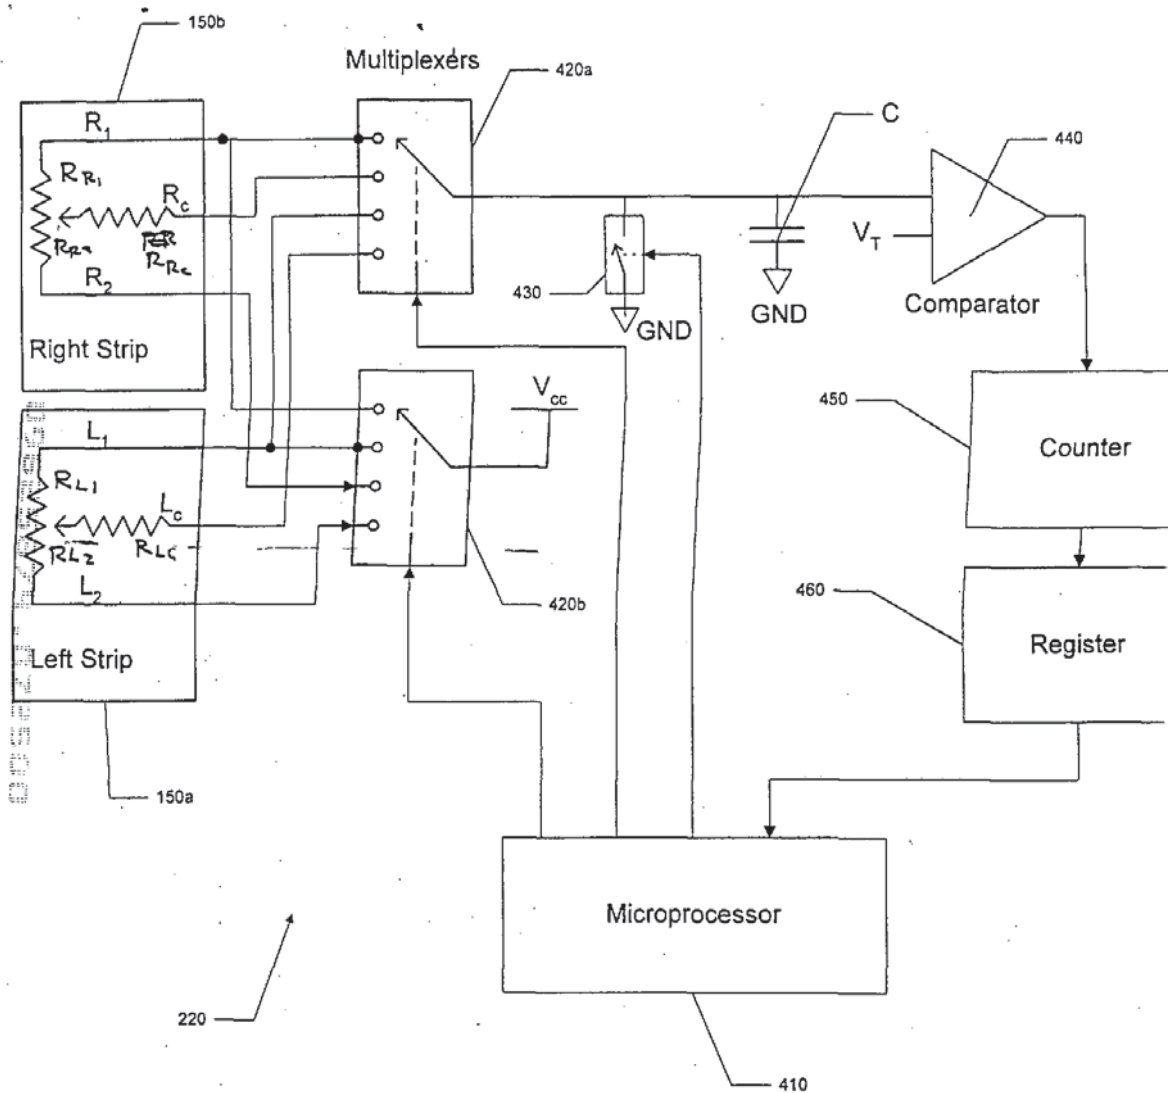 150b
Multiplexers
420a
C
440
R1
RR1
Rc
RR2
RRc
R2
VT
430
GND
GND
Comparator
Right Strip
Vcc
450
Counter
L1
RL1
Lc
RL2
RLc
L2
420b
460
Register
Left Strip
150a
Microprocessor
220
410